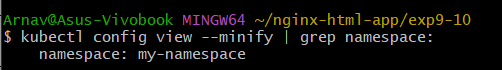 Arnav@Asus-Vivobook MINGW64 ~/nginx-html-app/exp9-10
$ kubectl config view --minify | grep namespace:
    namespace: my-namespace